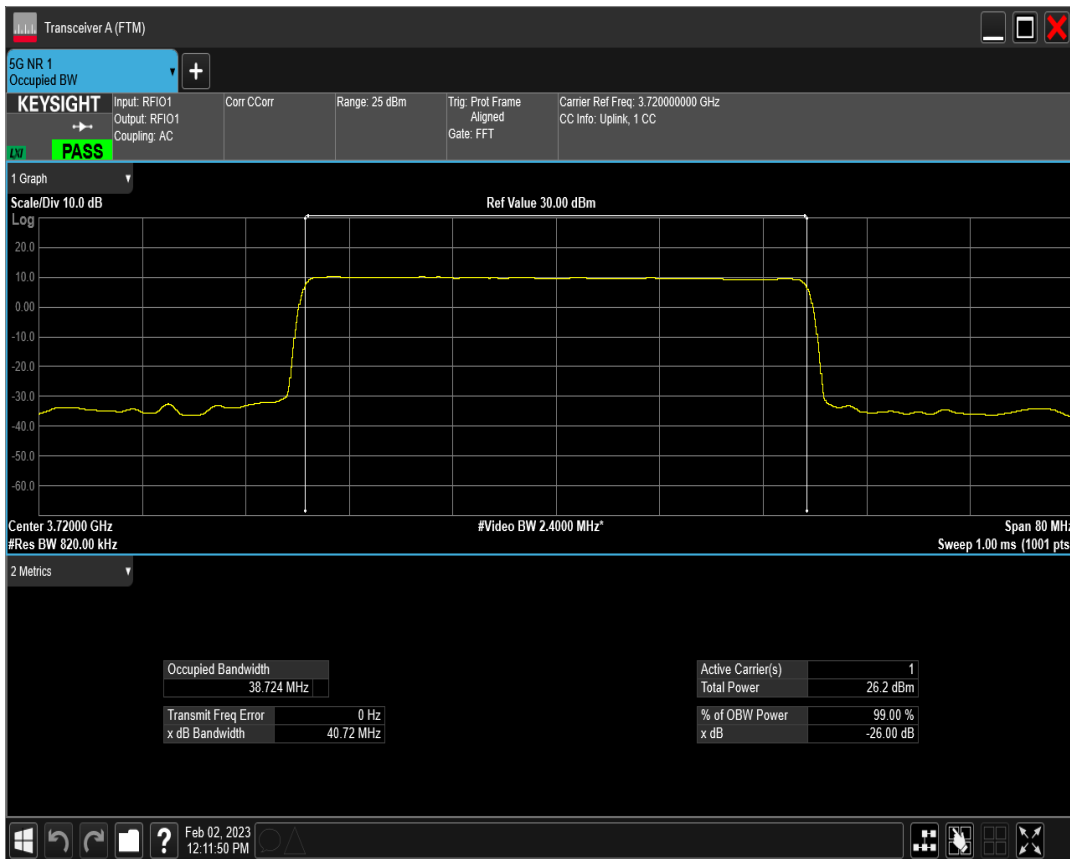 Transceiver A (FTM)
5G NR 1
Occupied BW
+
KEYSIGHT
LXI
PASS
Input: RFIO1
Output: RFIO1
Coupling: AC
Corr CCorr
Range: 25 dBm
Trig: Prot Frame
Aligned
Gate: FFT
Carrier Ref Freq: 3.720000000 GHz
CC Info: Uplink, 1 CC
1 Graph
Scale/Div 10.0 dB
Ref Value 30.00 dBm
Log
20.0
10.0
0.00
-10.0
-20.0
-30.0
-40.0
-50.0
-60.0
Center 3.72000 GHz
#Video BW 2.4000 MHz*
Span 80 MHz
#Res BW 820.00 kHz
Sweep 1.00 ms (1001 pts
2 Metrics
Occupied Bandwidth
38.724 MHz
Transmit Freq Error 0 Hz
x dB Bandwidth 40.72 MHz
Active Carrier(s) 1
Total Power 26.2 dBm
% of OBW Power 99.00 %
x dB -26.00 dB
?
Feb 02, 2023
12:11:50 PM